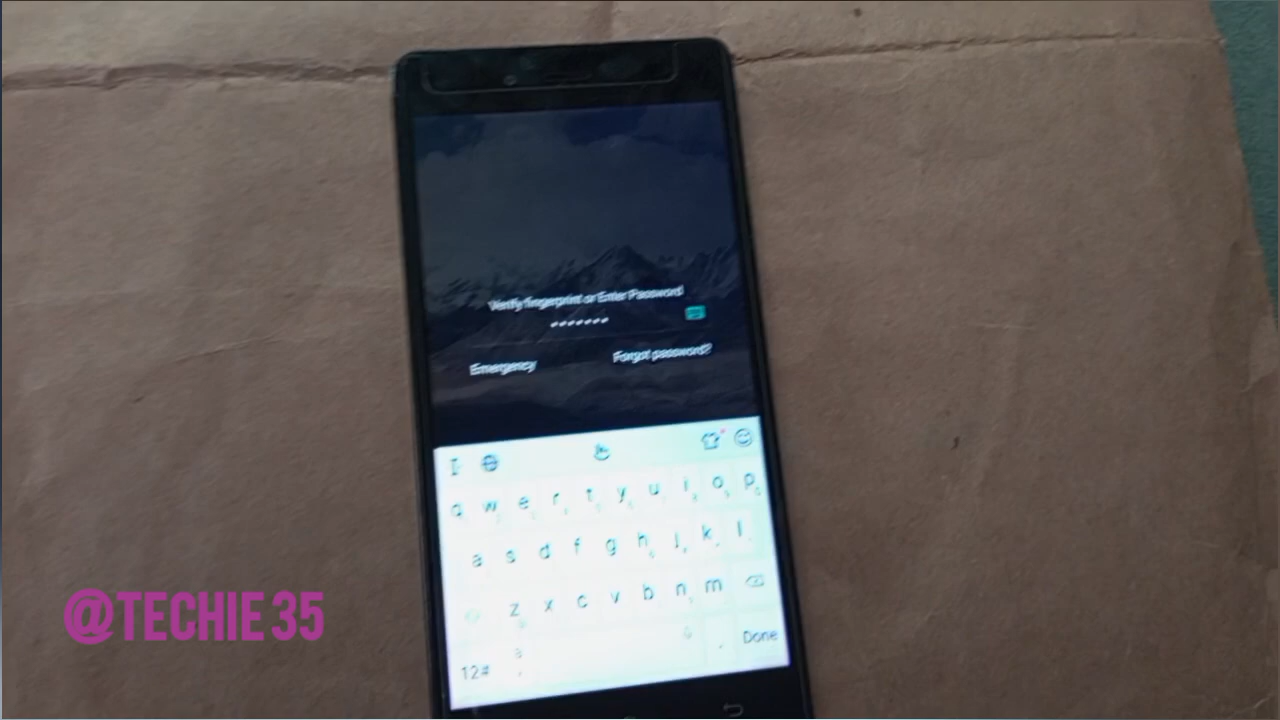 Verify fingerprint or Enter Password
•••••••
Emergency
Forgot password?
q w e r t y u i o p
a s d f g h j k l
z x c v b n m
12# , . Done
@TECHIE 35